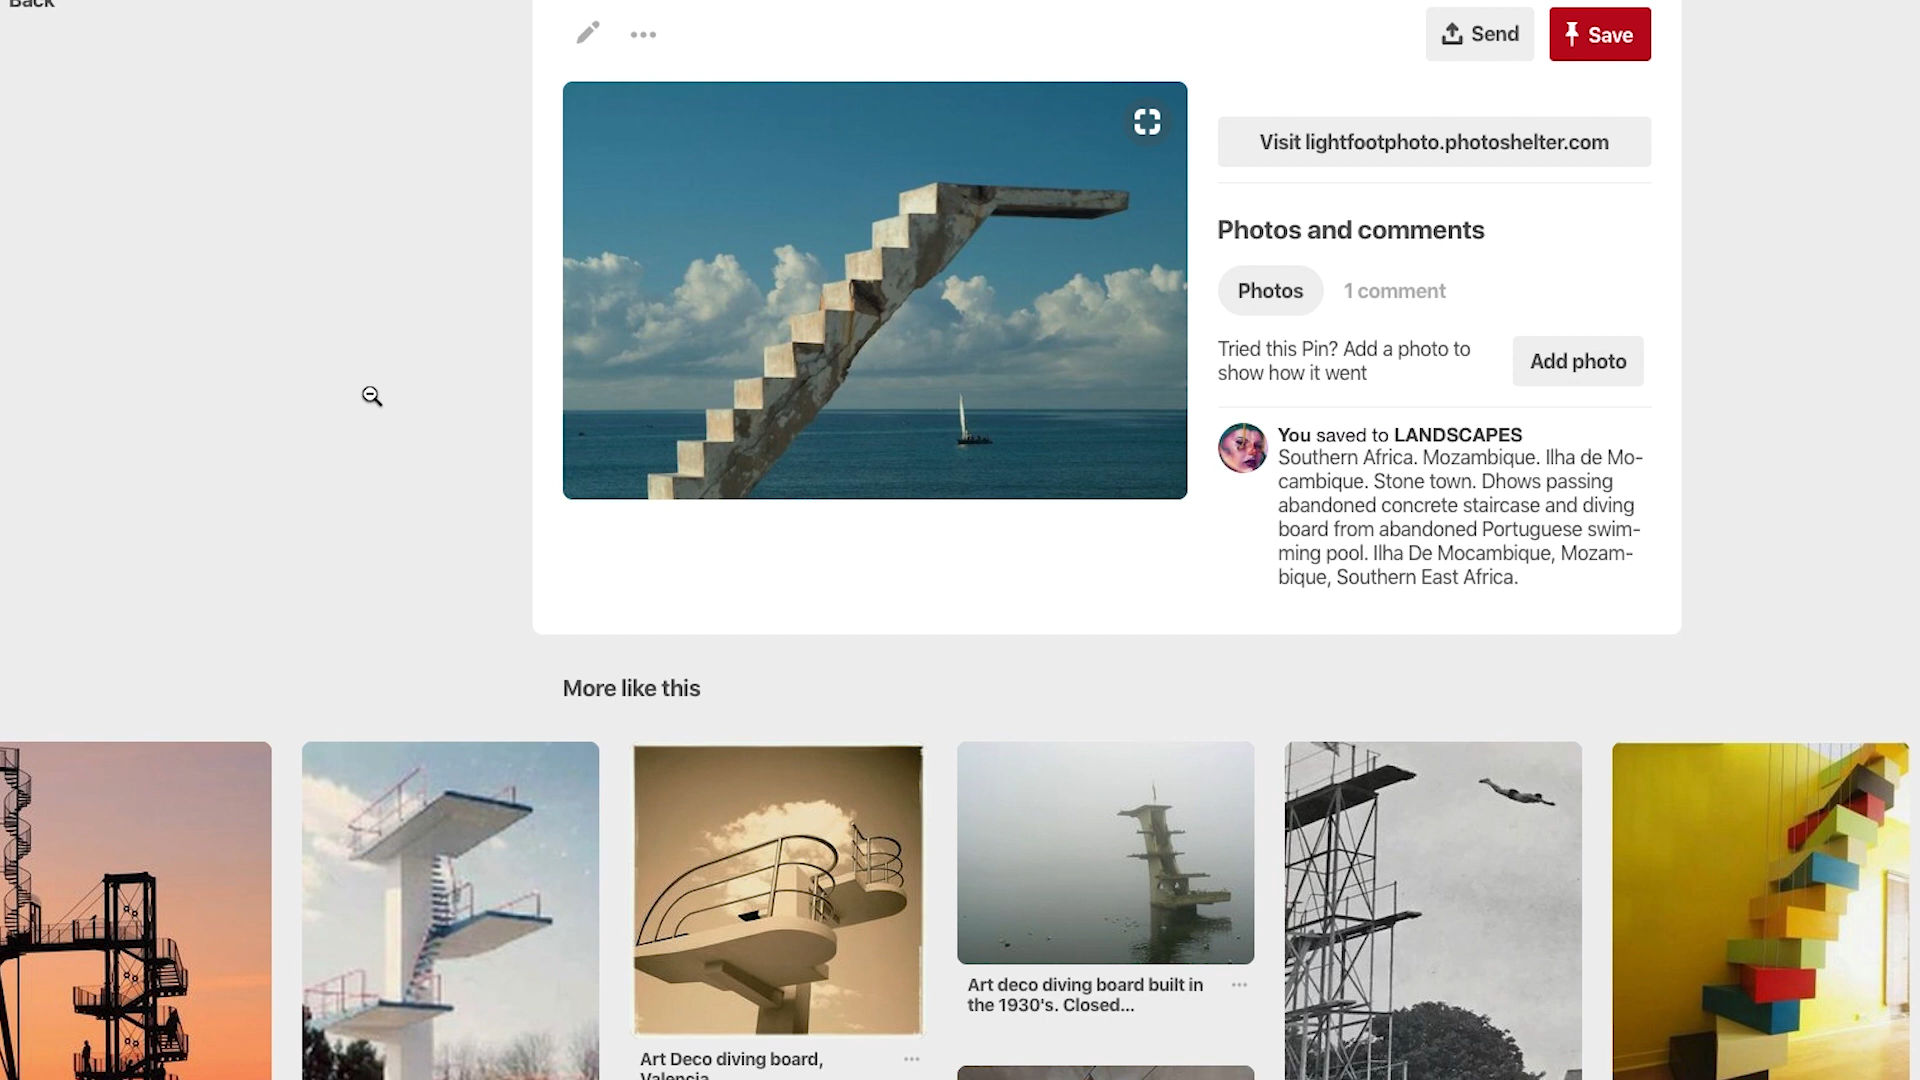 Back
Send
Save
Visit lightfootphoto.photoshelter.com
Photos and comments
Photos
1 comment
Tried this Pin? Add a photo to
show how it went
Add photo
You saved to LANDSCAPES
Southern Africa. Mozambique. Ilha de Mo-
cambique. Stone town. Dhows passing
abandoned concrete staircase and diving
board from abandoned Portuguese swim-
ming pool. Ilha De Mocambique, Mozam-
bique, Southern East Africa.
More like this
Art deco diving board built in
the 1930's. Closed...
Art Deco diving board,
Valencia